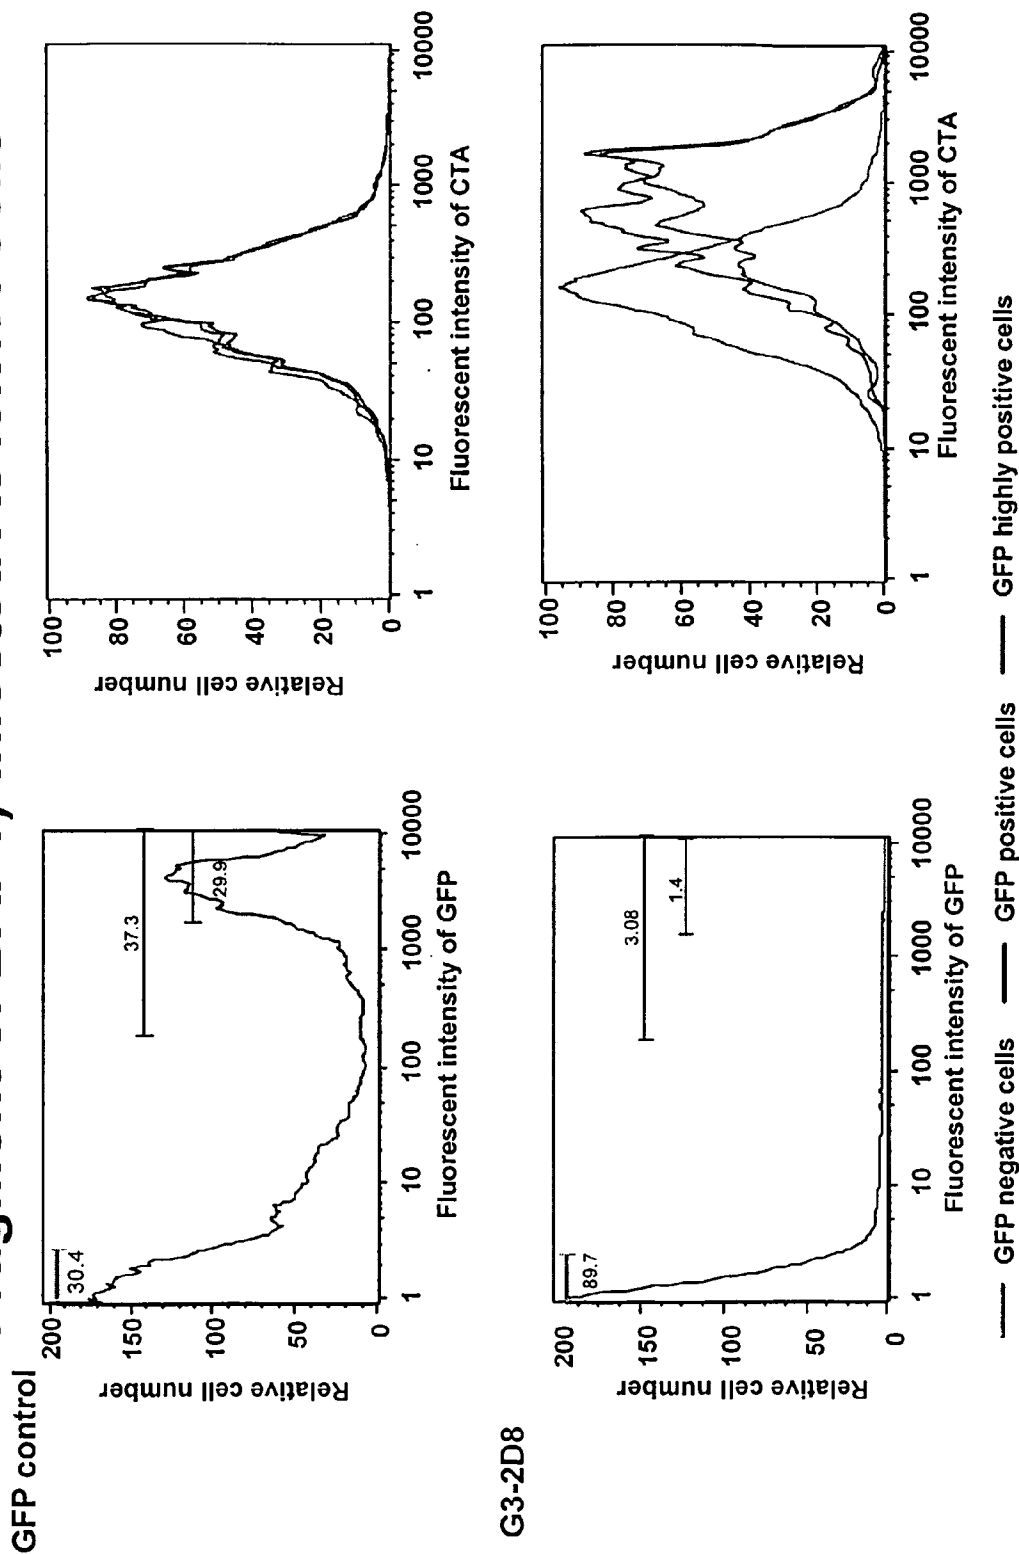 GFP control
Relative cell number
200
150
100
50
0
30.4
37.3
29.9
1 10 100 1000 10000
Fluorescent intensity of GFP
Relative cell number
100
80
60
40
20
0
1 10 100 1000 10000
Fluorescent intensity of CTA
G3-2D8
Relative cell number
200
150
100
50
0
89.7
3.08
1.4
1 10 100 1000 10000
Fluorescent intensity of GFP
Relative cell number
100
80
60
40
20
0
1 10 100 1000 10000
Fluorescent intensity of CTA
GFP negative cells GFP positive cells GFP highly positive cells